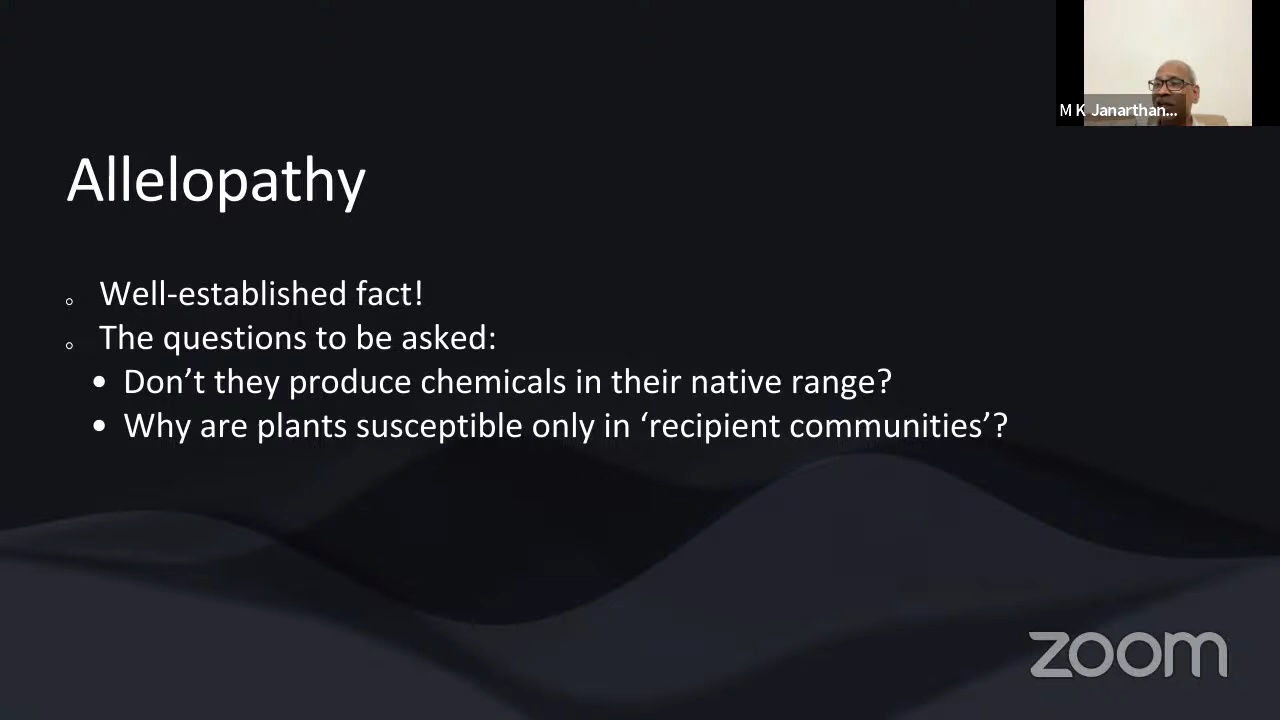 M K Janarthan...
Allelopathy
Well-established fact!
The questions to be asked:
Don’t they produce chemicals in their native range?
Why are plants susceptible only in ‘recipient communities’?
zoom